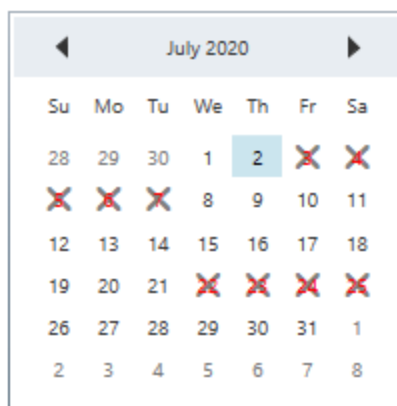 July 2020
Su Mo Tu We Th Fr Sa
28 29 30 1 2 3 4
5 6 7 8 9 10 11
12 13 14 15 16 17 18
19 20 21 22 23 24 25
26 27 28 29 30 31 1
2 3 4 5 6 7 8